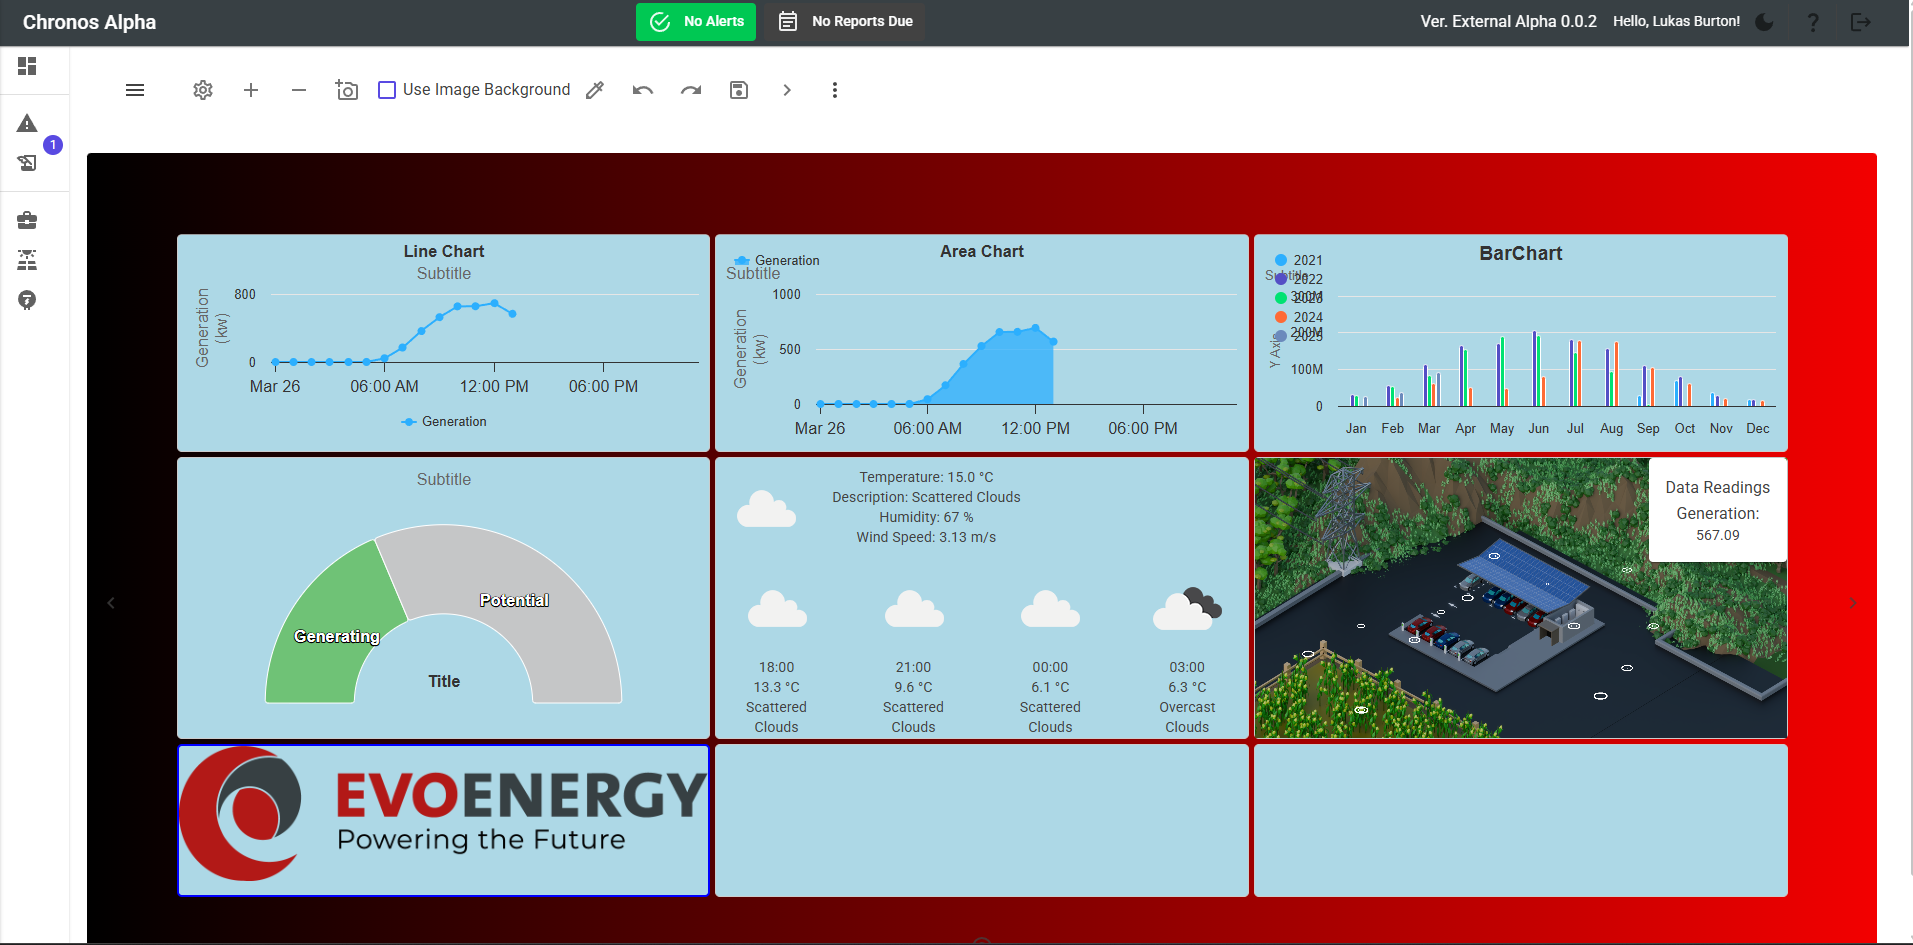 Chronos Alpha
No Alerts
No Reports Due
Ver. External Alpha 0.0.2
Hello, Lukas Burton!
?
1
Use Image Background
Line Chart
Subtitle
Generation
(kw)
800
0
Mar 26
06:00 AM
12:00 PM
06:00 PM
Generation
Area Chart
Generation
Subtitle
Generation
(kw)
1000
500
0
Mar 26
06:00 AM
12:00 PM
06:00 PM
BarChart
2021
Subtitle
2022
2023
2024
2025
Y Axis
300M
200M
100M
0
Jan
Feb
Mar
Apr
May
Jun
Jul
Aug
Sep
Oct
Nov
Dec
Subtitle
Potential
Generating
Title
Temperature: 15.0 °C
Description: Scattered Clouds
Humidity: 67 %
Wind Speed: 3.13 m/s
18:00
13.3 °C
Scattered
Clouds
21:00
9.6 °C
Scattered
Clouds
00:00
6.1 °C
Scattered
Clouds
03:00
6.3 °C
Overcast
Clouds
Data Readings
Generation:
567.09
EVOENERGY
Powering the Future